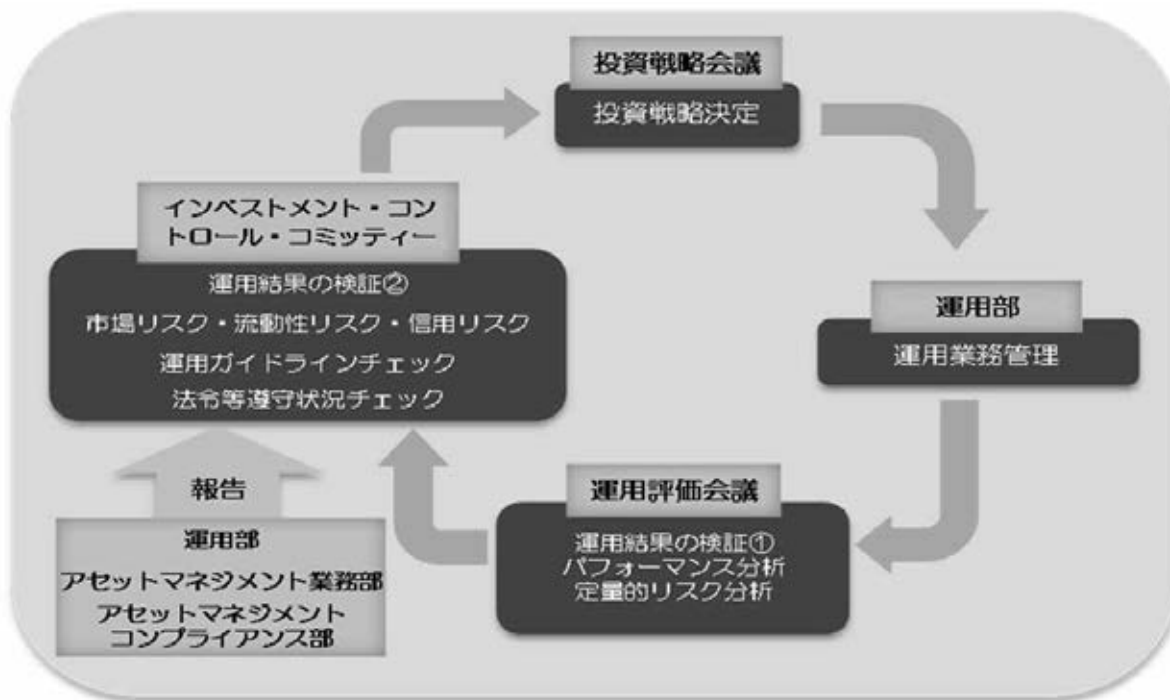 投資戦略会議
投資戦略決定
インベストメント・コン
トロール・コミッティー
運用結果の検証②
市場リスク・流動性リスク・信用リスク
運用ガイドラインチェック
法令等遵守状況チェック
運用部
運用業務管理
運用評価会議
運用結果の検証①
パフォーマンス分析
定量的リスク分析
報告
運用部
アセットマネジメント業務部
アセットマネジメント
コンプライアンス部